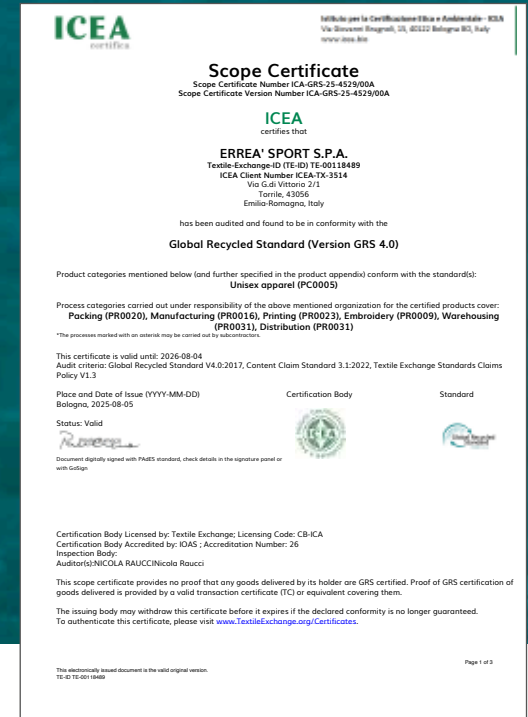 ICEA
certifica
Istituto per la Certificazione Etica e Ambientale - ICEA
www.icea.bio
Scope Certificate
Scope Certificate Number ICA-GRS-25-4529/00A
Scope Certificate Version Number ICA-GRS-25-4529/00A
ICEA
certifies that
ERREA' SPORT S.P.A.
Textile-Exchange-ID (TE-ID) TE-00118489
ICEA Client Number ICEA-TX-3514
Via G.di Vittorio 2/1
Torrile, 43056
Emilia-Romagna, Italy
has been audited and found to be in conformity with the
Global Recycled Standard (Version GRS 4.0)
Product categories mentioned below (and further specified in the product appendix) conform with the standard(s):
Unisex apparel (PC0005)
Process categories carried out under responsibility of the above mentioned organization for the certified products cover:
Packing (PR0020), Manufacturing (PR0016), Printing (PR0023), Embroidery (PR0009), Warehousing
(PR0031), Distribution (PR0031)
*The processes marked with an asterisk may be carried out by subcontractors.
This certificate is valid until: 2026-08-04
Audit criteria: Global Recycled Standard V4.0:2017, Content Claim Standard 3.1:2022, Textile Exchange Standards Claims
Policy V1.3
Place and Date of Issue (YYYY-MM-DD)
Bologna, 2025-08-05
Certification Body
Standard
Status: Valid
ICEA
Global Recycled
Standard
Document digitally signed with PAdES standard, check details in the signature panel or
with GoSign
Certification Body Licensed by: Textile Exchange; Licensing Code: CB-ICA
Certification Body Accredited by: IOAS ; Accreditation Number: 26
Inspection Body:
Auditor(s):NICOLA RAUCCINicola Raucci
This scope certificate provides no proof that any goods delivered by its holder are GRS certified. Proof of GRS certification of
goods delivered is provided by a valid transaction certificate (TC) or equivalent covering them.
The issuing body may withdraw this certificate before it expires if the declared conformity is no longer guaranteed.
To authenticate this certificate, please visit www.TextileExchange.org/Certificates.
Page 1 of 3
This electronically issued document is the valid original version.
TE-ID TE-00118489